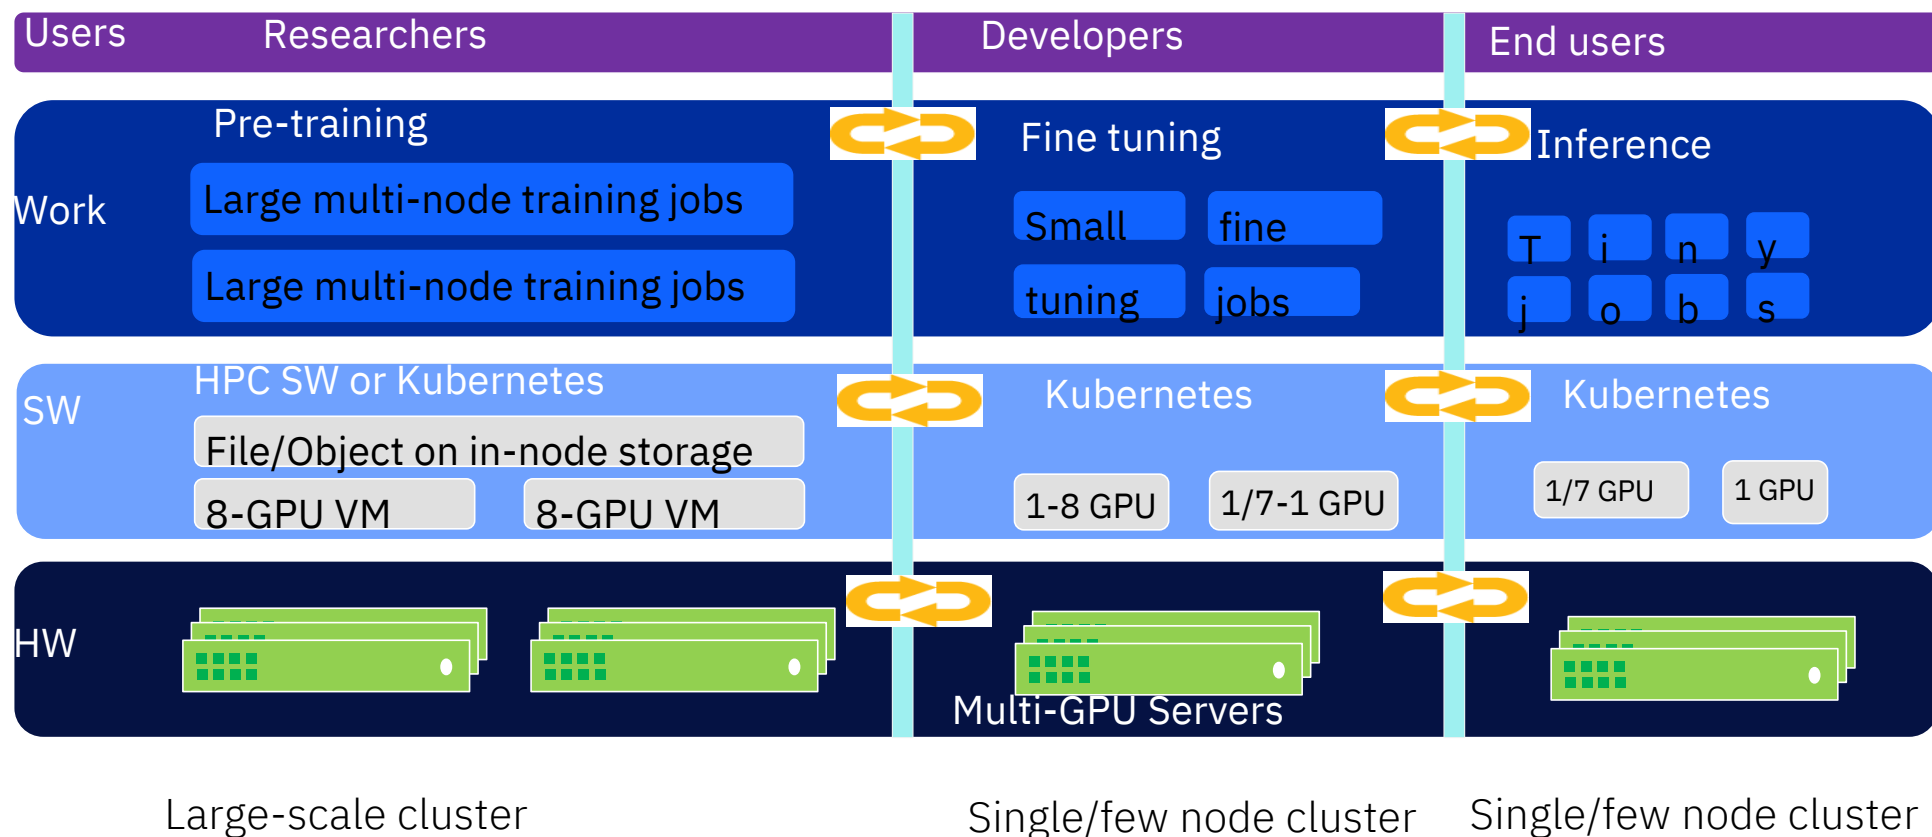 Users
Researchers
Developers
End users
Work
Pre-training
Large multi-node training jobs
Large multi-node training jobs
Fine tuning
Small fine
tuning jobs
Inference
T i n y
j o b s
SW
HPC SW or Kubernetes
File/Object on in-node storage
8-GPU VM
8-GPU VM
Kubernetes
1-8 GPU
1/7-1 GPU
Kubernetes
1/7 GPU
1 GPU
HW
Multi-GPU Servers
Large-scale cluster
Single/few node cluster
Single/few node cluster